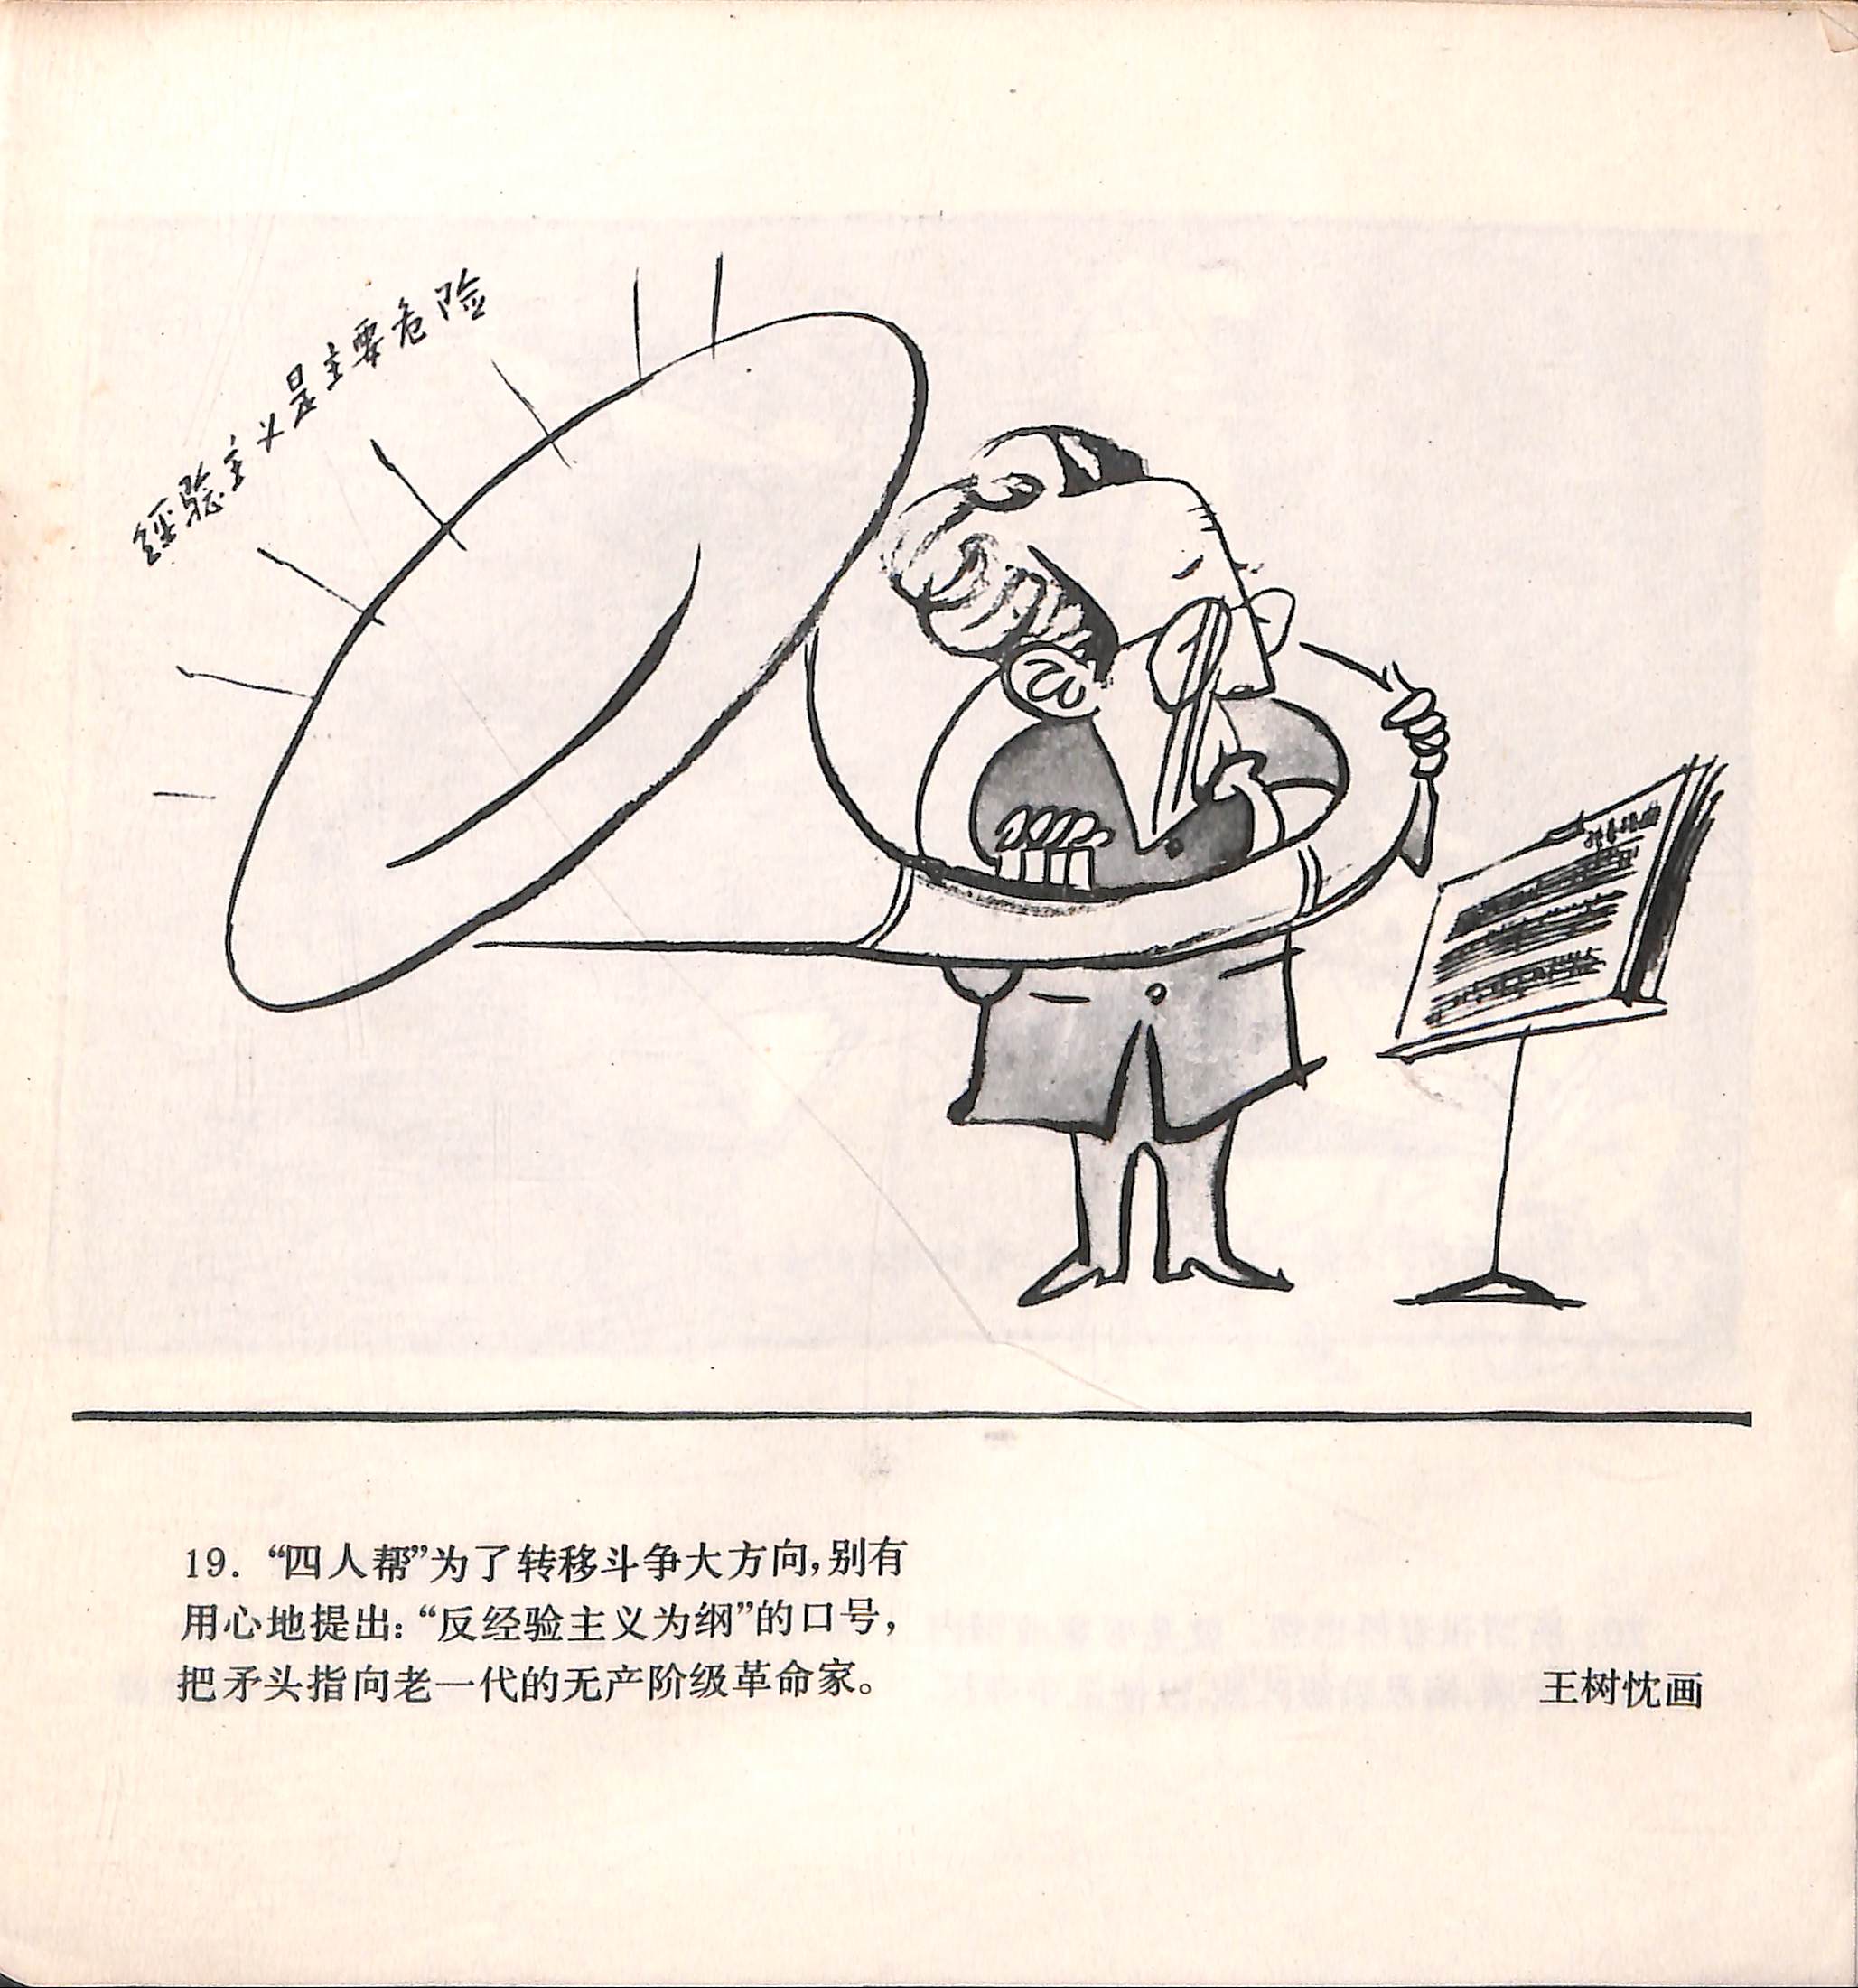 经验主义是主要危险
19. “四人帮”为了转移斗争大方向，别有
用心地提出：“反经验主义为纲”的口号，
把矛头指向老一代的无产阶级革命家。
王树忱画